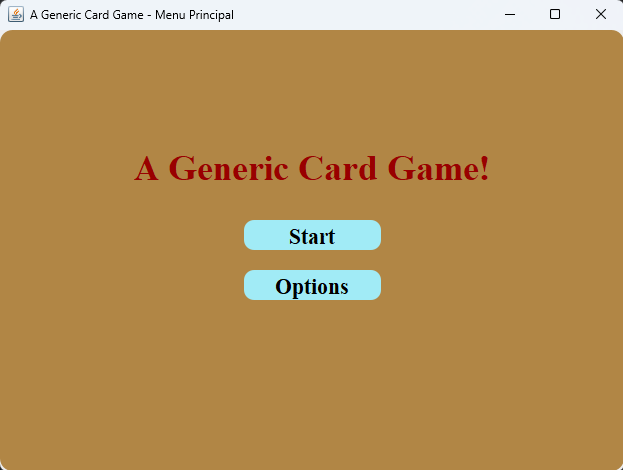 A Generic Card Game - Menu Principal
A Generic Card Game!
Start
Options